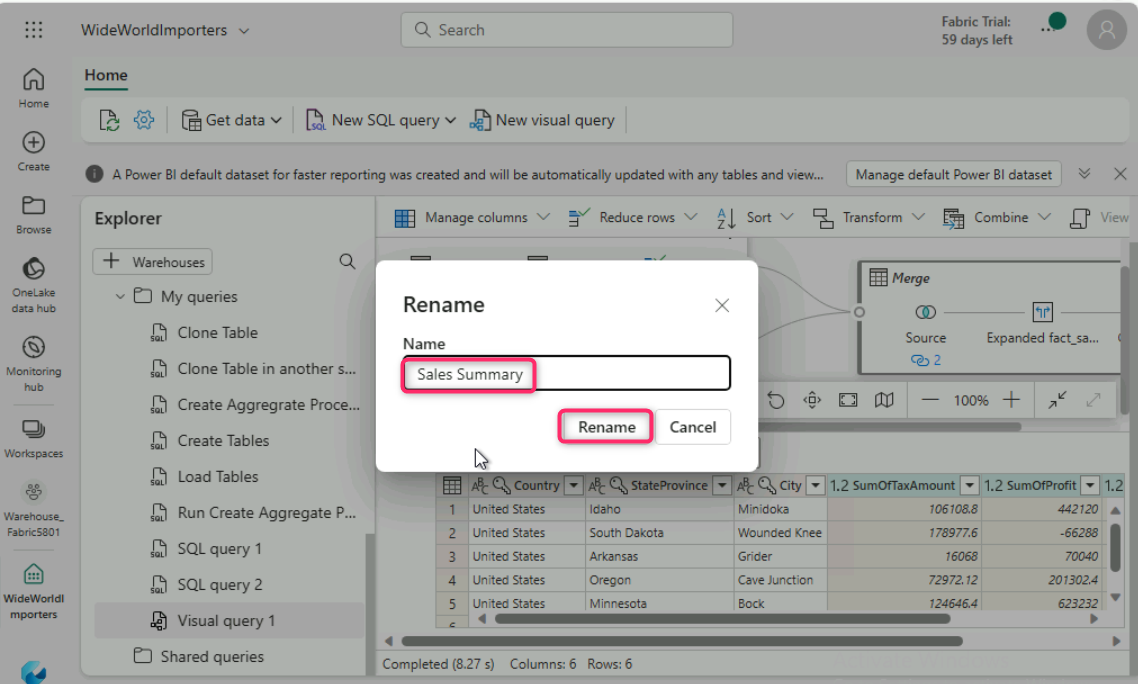 WideWorldImporters
Search
Fabric Trial:
59 days left
Home
Create
Browse
OneLake
data hub
Monitoring
hub
Workspaces
Warehouse_
Fabric5801
WideWorldI
mporters
Home
Get data
New SQL query
New visual query
A Power BI default dataset for faster reporting was created and will be automatically updated with any tables and view...
Manage default Power BI dataset
Explorer
+ Warehouses
My queries
Clone Table
Clone Table in another s...
Create Aggregrate Proce...
Create Tables
Load Tables
Run Create Aggregate P...
SQL query 1
SQL query 2
Visual query 1
Shared queries
Manage columns
Reduce rows
Sort
Transform
Combine
View
Merge
Source
Expanded fact_sa...
2
Rename
Name
Sales Summary
Rename
Cancel
100%
Country StateProvince City 1.2 SumOfTaxAmount 1.2 SumOfProfit 1.2
1 United States Idaho Minidoka 106108.8 442120
2 United States South Dakota Wounded Knee 178977.6 -66288
3 United States Arkansas Grider 16068 70040
4 United States Oregon Cave Junction 72972.12 201302.4
5 United States Minnesota Bock 124646.4 623232
Completed (8.27 s) Columns: 6 Rows: 6